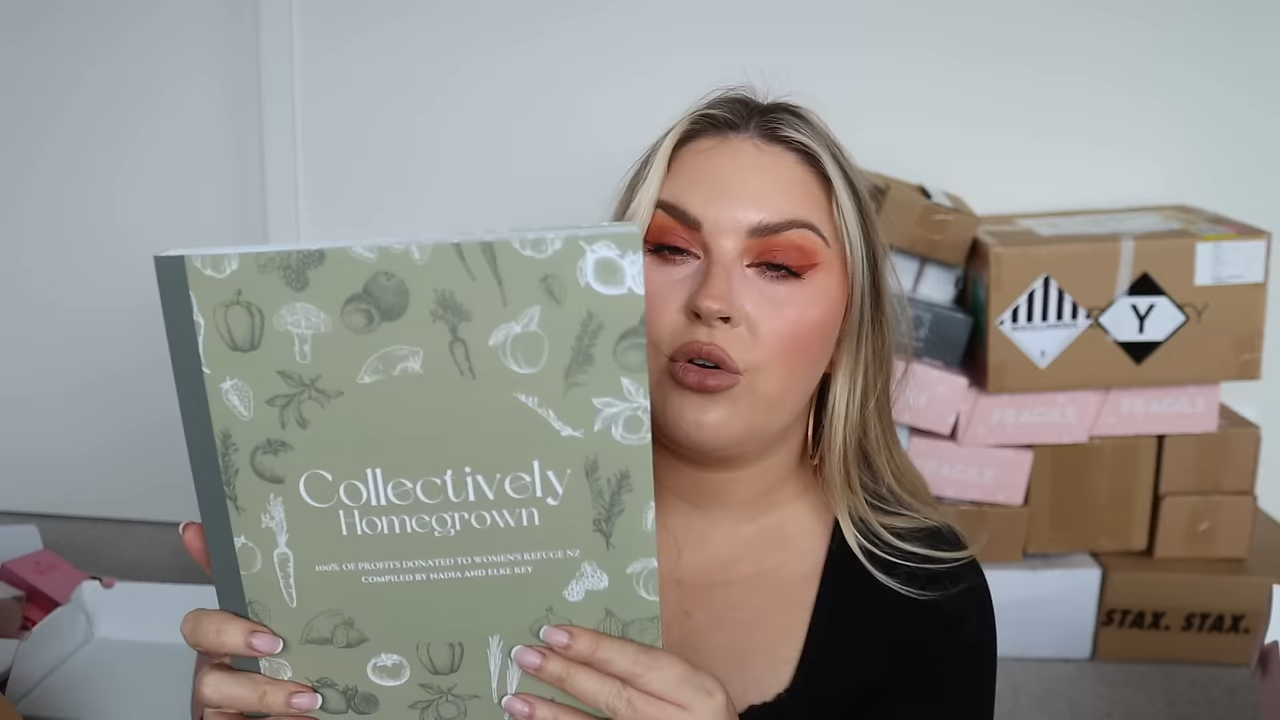 Collectively
Homegrown
100% OF PROFITS DONATED TO WOMEN'S REFUGE NZ
COMPILED BY NADIA AND ELKE KEY
Y
FRAGILE
FRAGILE
FRAGILE
STAX. STAX.